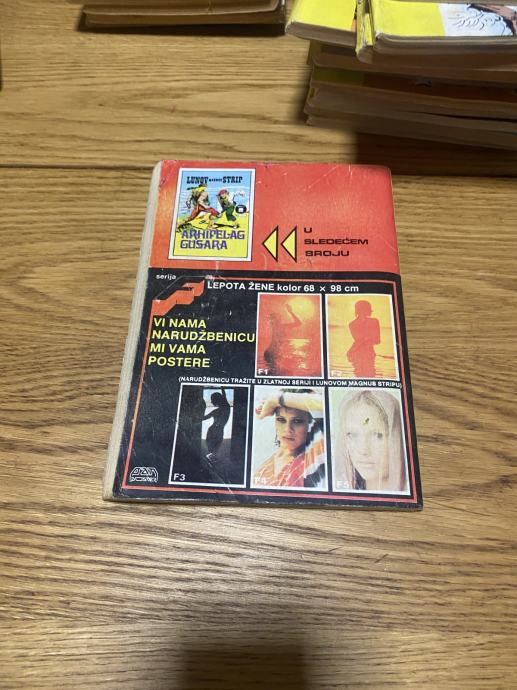 LUNOV MAGNUS STRIP
ARHIPELAG
GUSARA
U
SLEDEĆEM
BROJU
serija
LEPOTA ŽENE kolor 68 x 98 cm
VI NAMA
NARUDŽBENICU
MI VAMA
POSTERE
F1
F2
(NARUDŽBENICU TRAŽITE U ZLATNOJ SERIJI I LUNOVOM MAGNUS STRIPU)
F3
F4
F5